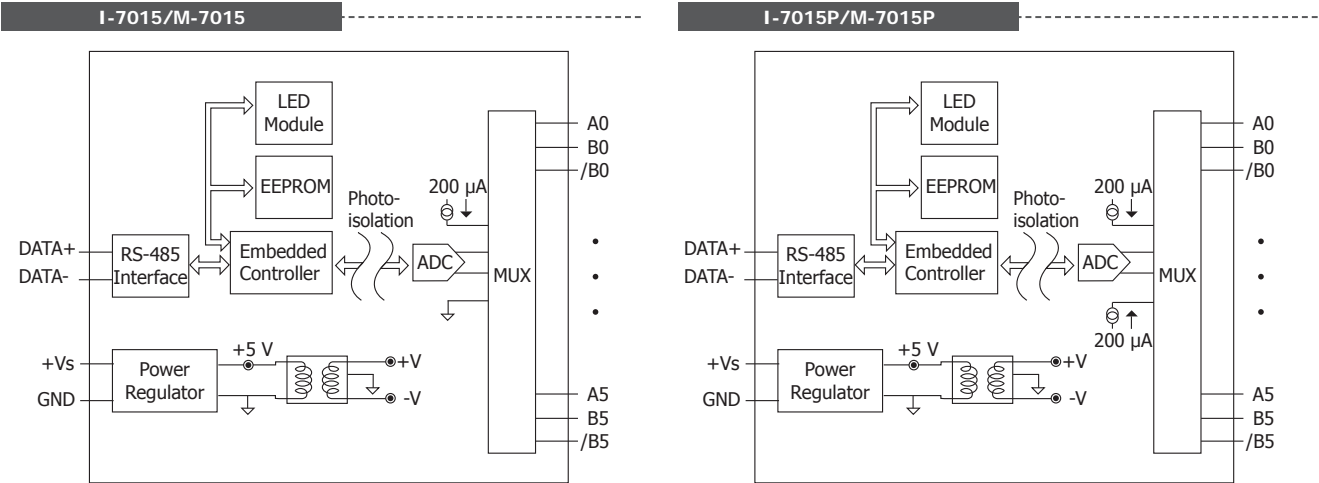 I-7015/M-7015
LED
Module
EEPROM
Photo-
isolation
200 µA
DATA+
DATA-
RS-485
Interface
Embedded
Controller
ADC
MUX
A0
B0
/B0
+Vs
GND
Power
Regulator
+5 V
+V
-V
A5
B5
/B5
I-7015P/M-7015P
LED
Module
EEPROM
Photo-
isolation
200 µA
DATA+
DATA-
RS-485
Interface
Embedded
Controller
ADC
MUX
200 µA
A0
B0
/B0
+Vs
GND
Power
Regulator
+5 V
+V
-V
A5
B5
/B5